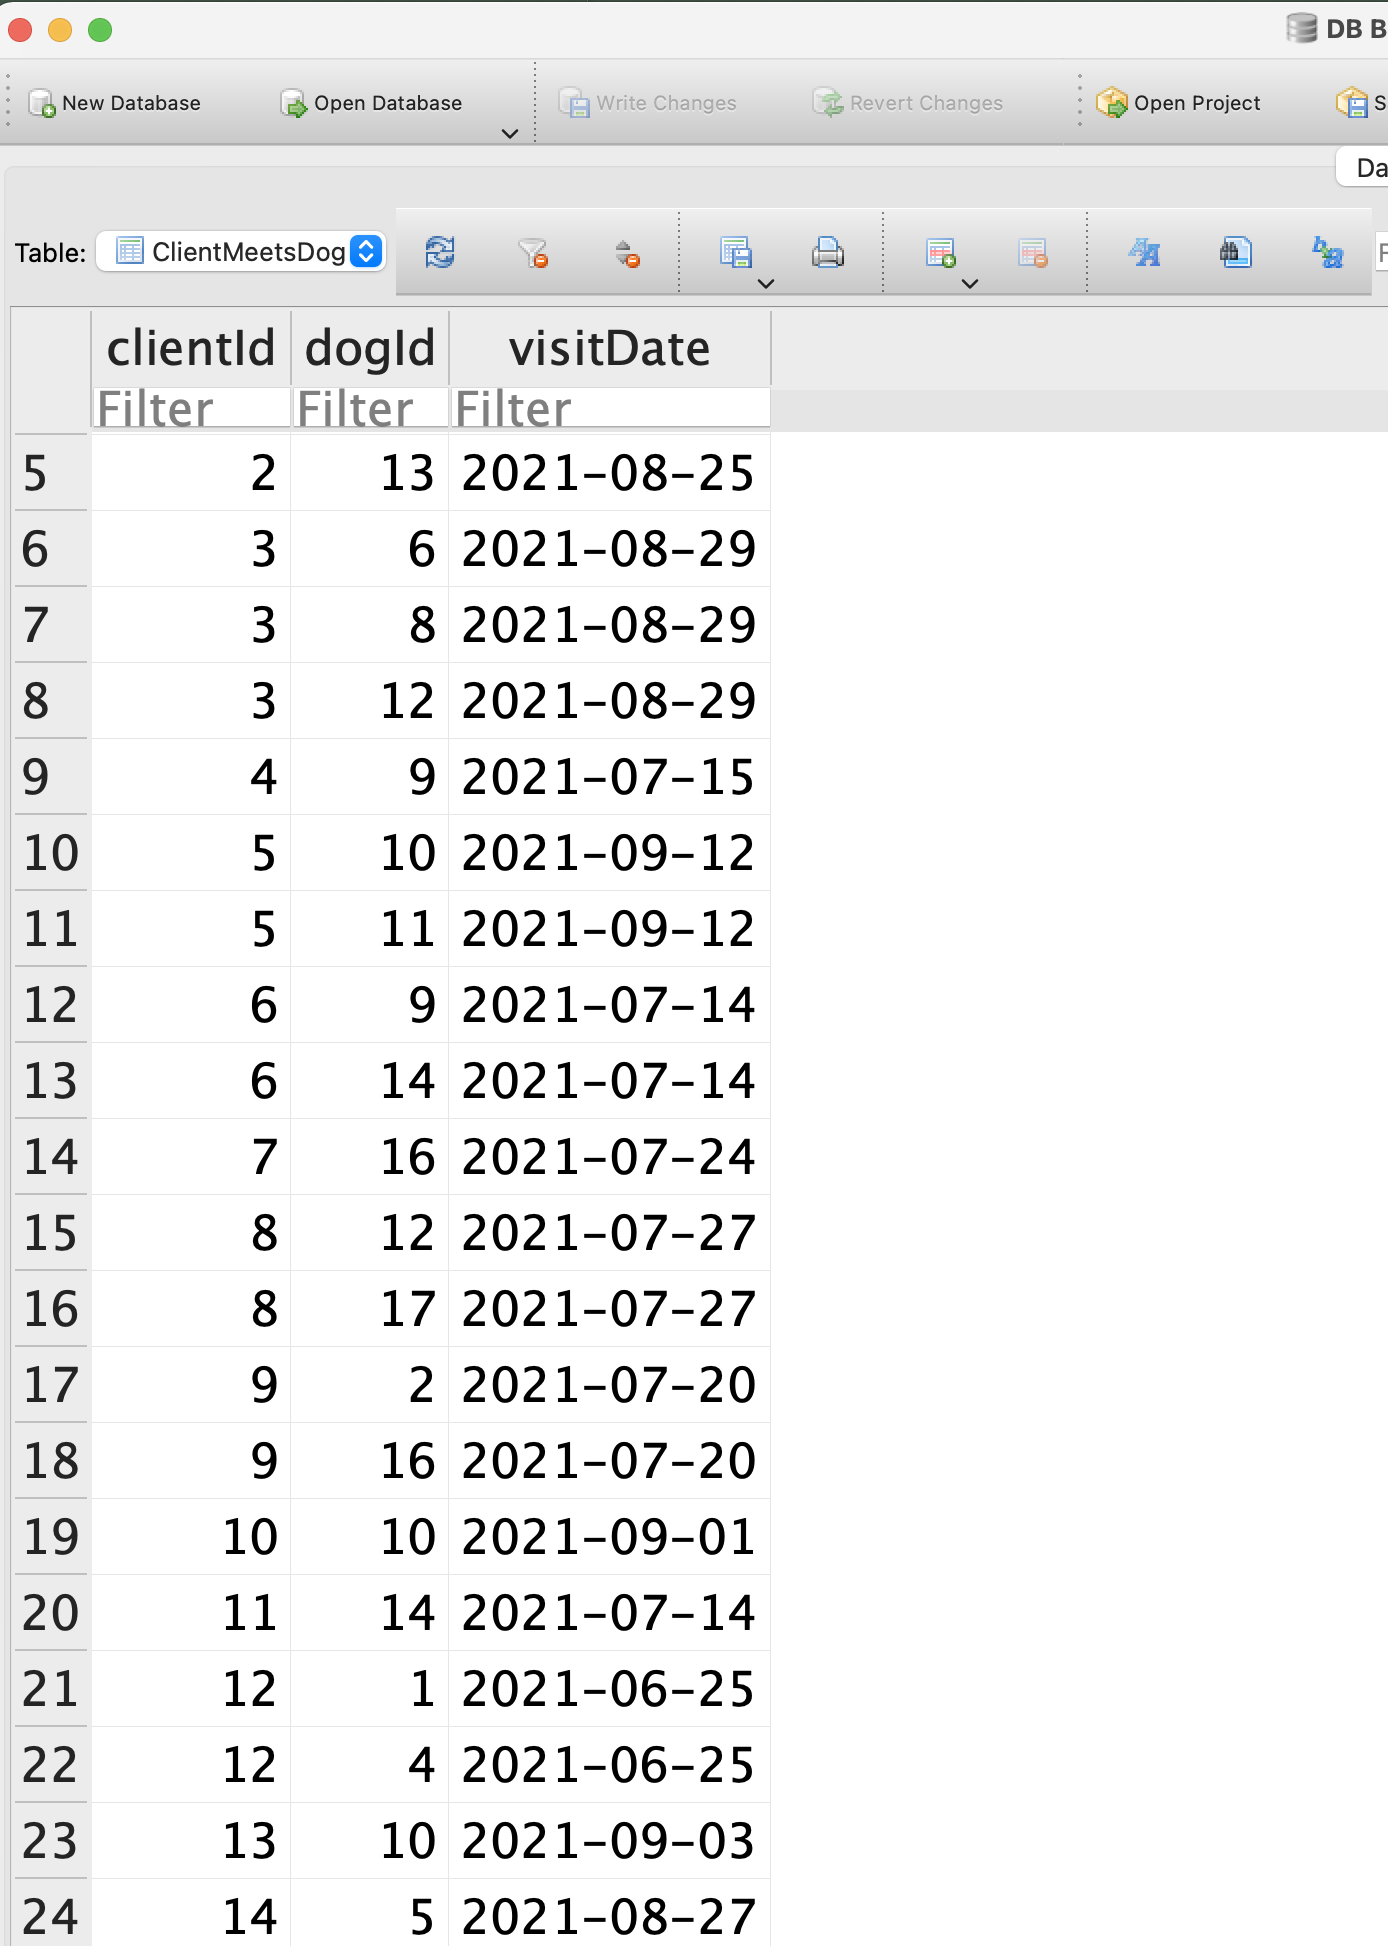 DB B
New Database Open Database Write Changes Revert Changes Open Project S
Da
Table: ClientMeetsDog F
clientId dogId visitDate
Filter Filter Filter
5 2 13 2021-08-25
6 3 6 2021-08-29
7 3 8 2021-08-29
8 3 12 2021-08-29
9 4 9 2021-07-15
10 5 10 2021-09-12
11 5 11 2021-09-12
12 6 9 2021-07-14
13 6 14 2021-07-14
14 7 16 2021-07-24
15 8 12 2021-07-27
16 8 17 2021-07-27
17 9 2 2021-07-20
18 9 16 2021-07-20
19 10 10 2021-09-01
20 11 14 2021-07-14
21 12 1 2021-06-25
22 12 4 2021-06-25
23 13 10 2021-09-03
24 14 5 2021-08-27